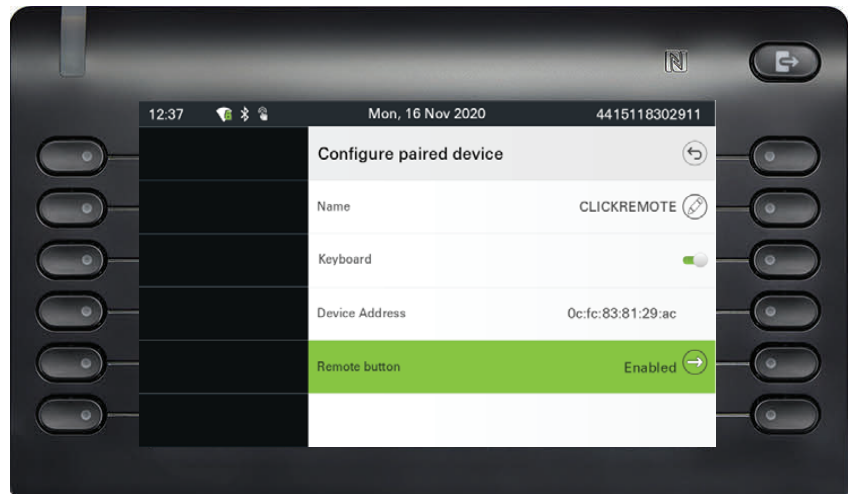 12:37 Mon, 16 Nov 2020 4415118302911
Configure paired device
Name CLICKREMOTE
Keyboard
Device Address 0c:fc:83:81:29:ac
Remote button Enabled